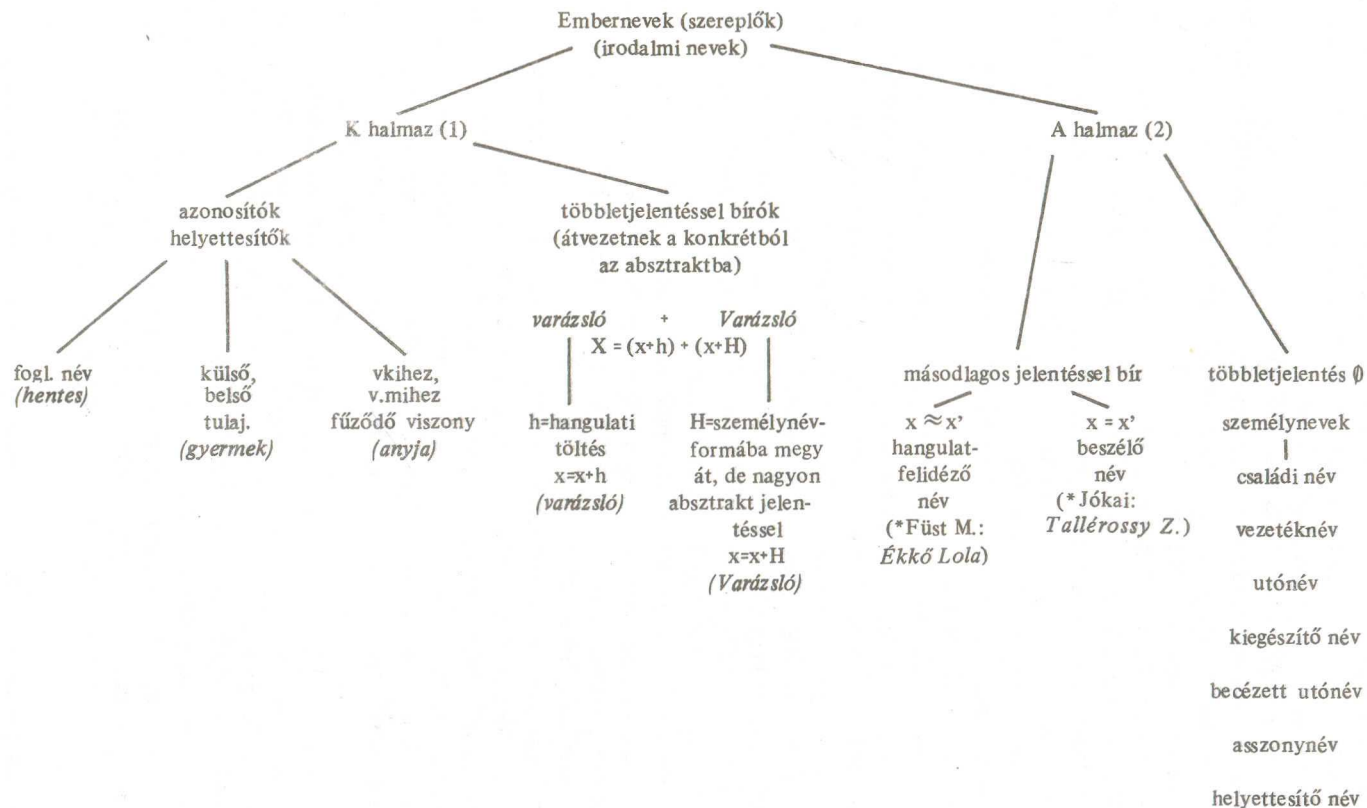 Embernevek (szereplők)
(irodalmi nevek)
K halmaz (1)
A halmaz (2)
azonosítók
helyettesítők
többletjelentéssel bírók
(átvezetnek a konkrétból
az absztraktba)
varázsló + Varázsló
X = (x+h) + (x+H)
fogl. név
(hentes)
külső,
belső
tulaj.
(gyermek)
vkihez,
v.mihez
fűződő viszony
(anyja)
h=hangulati
töltés
x=x+h
(varázsló)
H=személynév-
formába megy
át, de nagyon
absztrakt jelen-
téssel
x=x+H
(Varázsló)
másodlagos jelentéssel bír
x ≈ x’
hangulat-
felidéző
név
(*Füst M.:
Ékkő Lola)
x = x’
beszélő
név
(*Jókai:
Tallérossy Z.)
többletjelentés ∅
személynevek
családi név
vezetéknév
utónév
kiegészítő név
becézett utónév
asszonynév
helyettesítő név